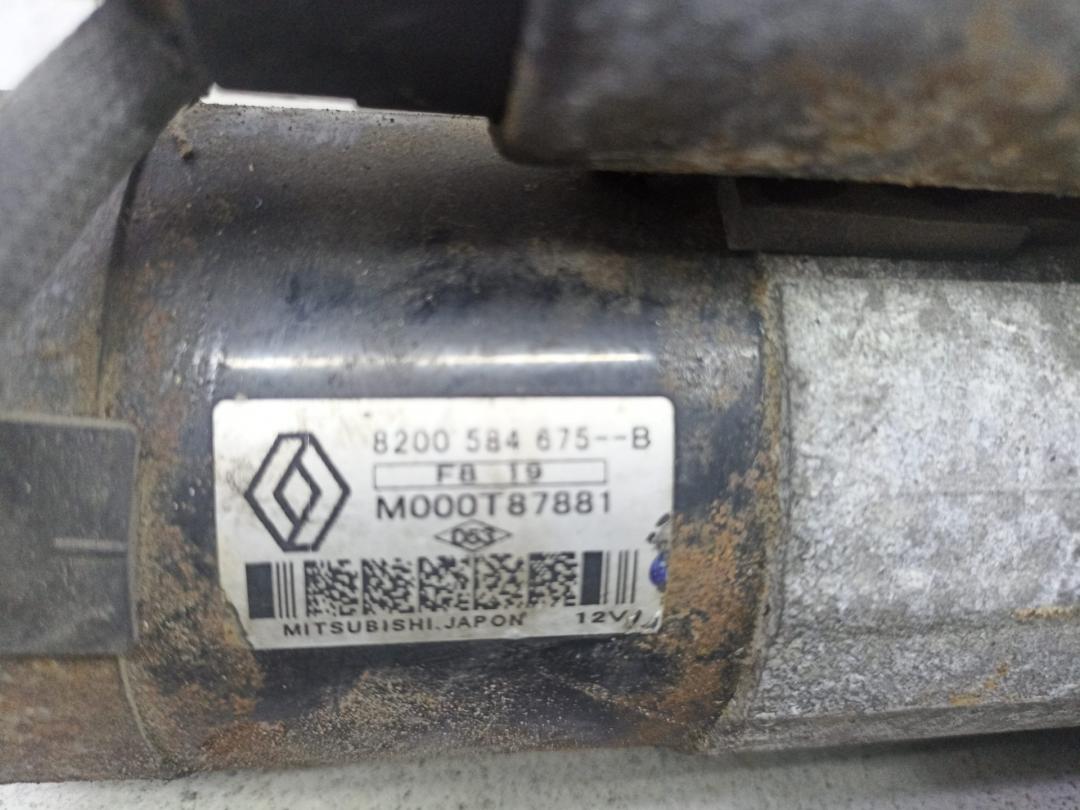 8200 584 675--B
F8 19
M000T87881
D63
MITSUBISHI.JAPON 12V